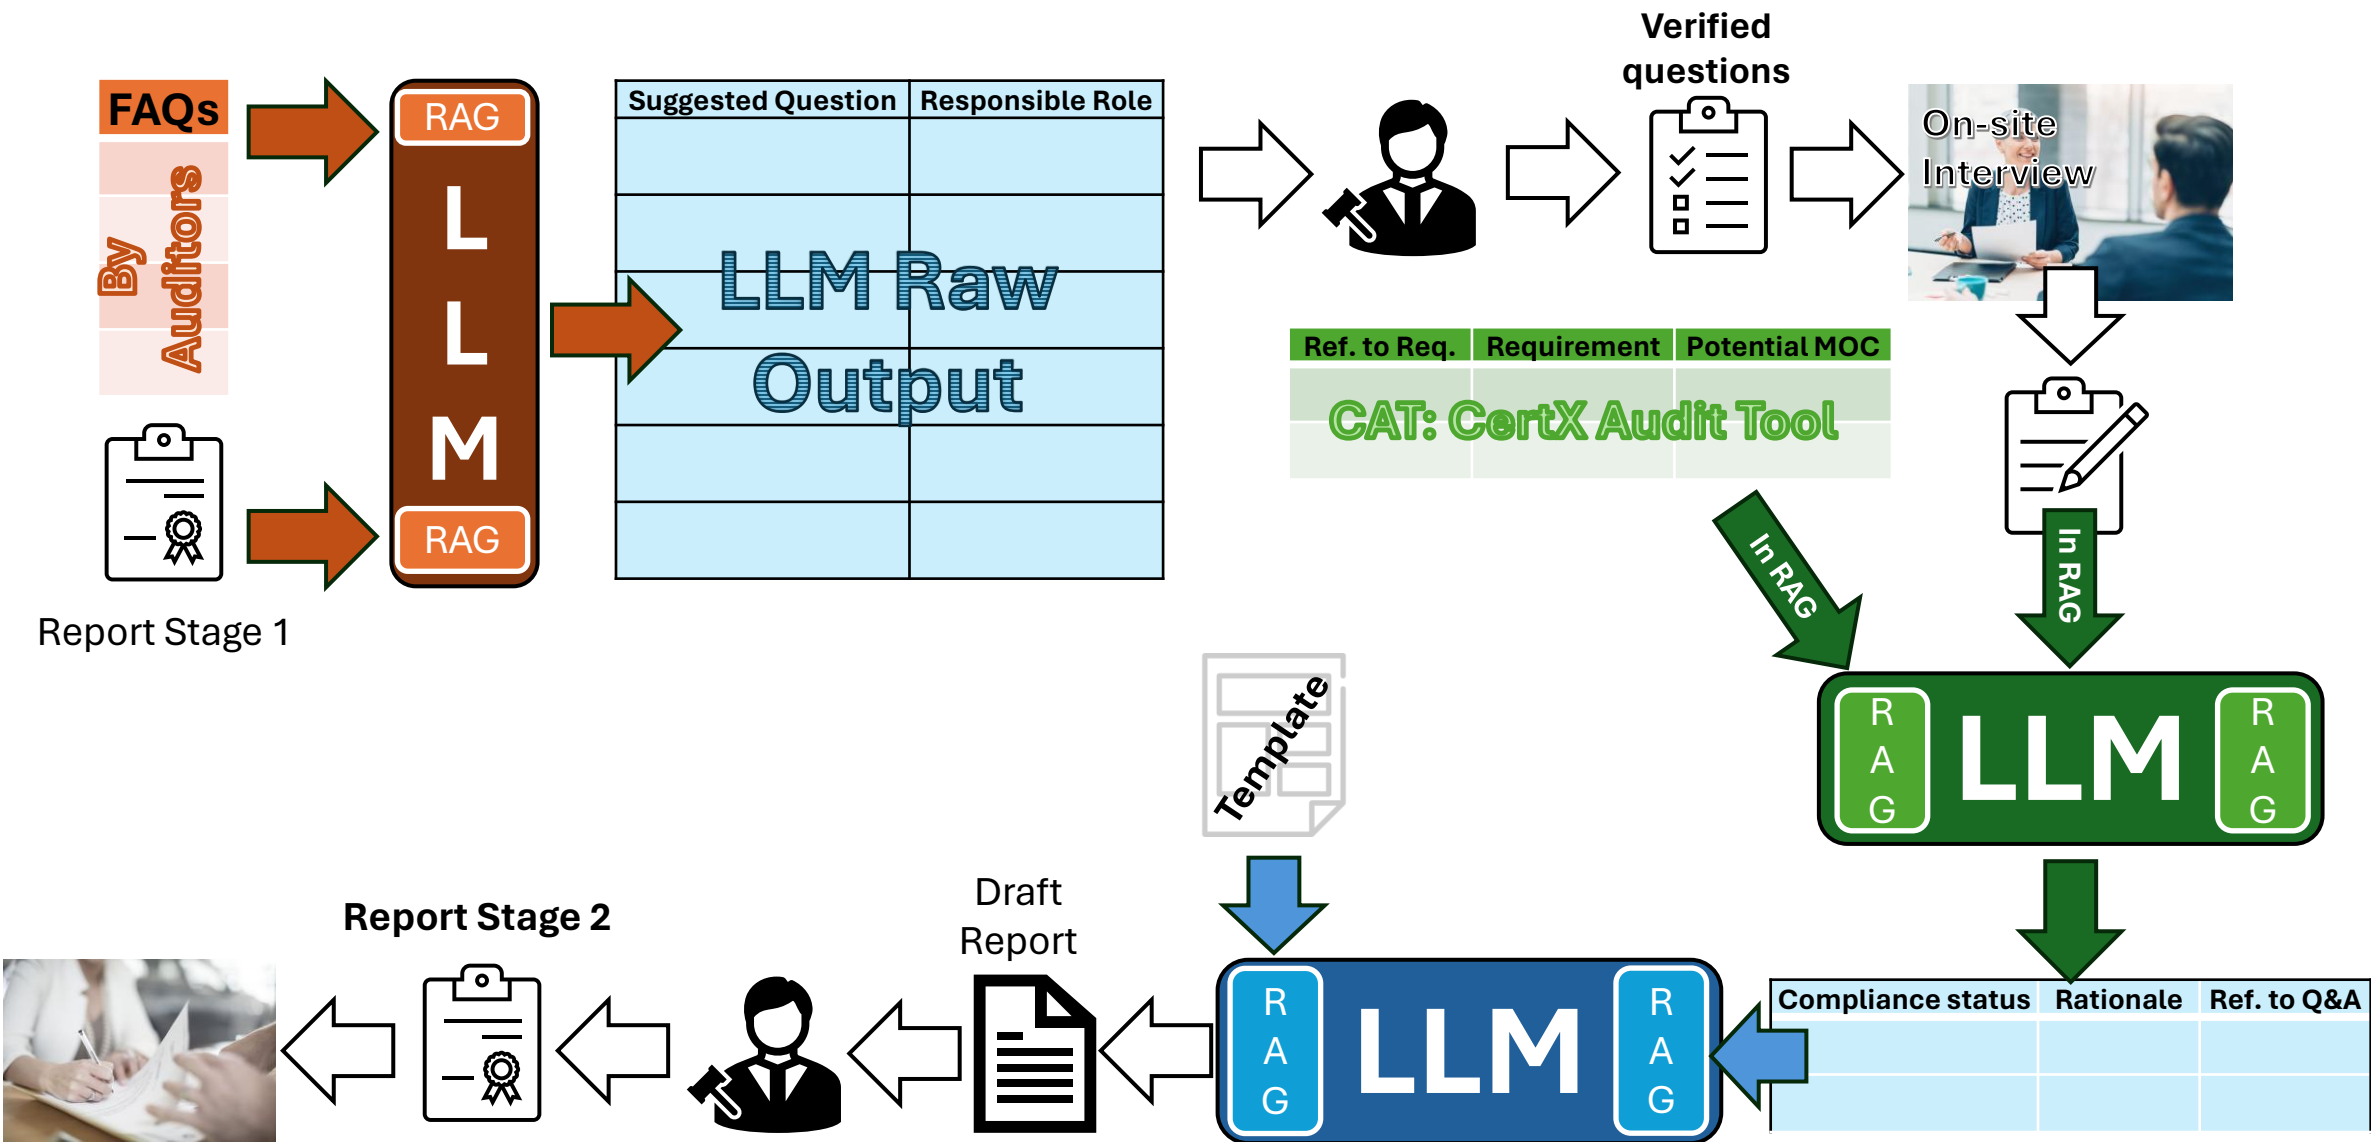 FAQs
By
Auditors
Report Stage 1
RAG
L
L
M
RAG
Suggested Question
Responsible Role
LLM Raw
Output
Verified
questions
On-site
Interview
Ref. to Req.
Requirement
Potential MOC
CAT: CertX Audit Tool
In RAG
In RAG
R
A
G
LLM
R
A
G
Compliance status
Rationale
Ref. to Q&A
Template
R
A
G
LLM
R
A
G
Draft
Report
Report Stage 2